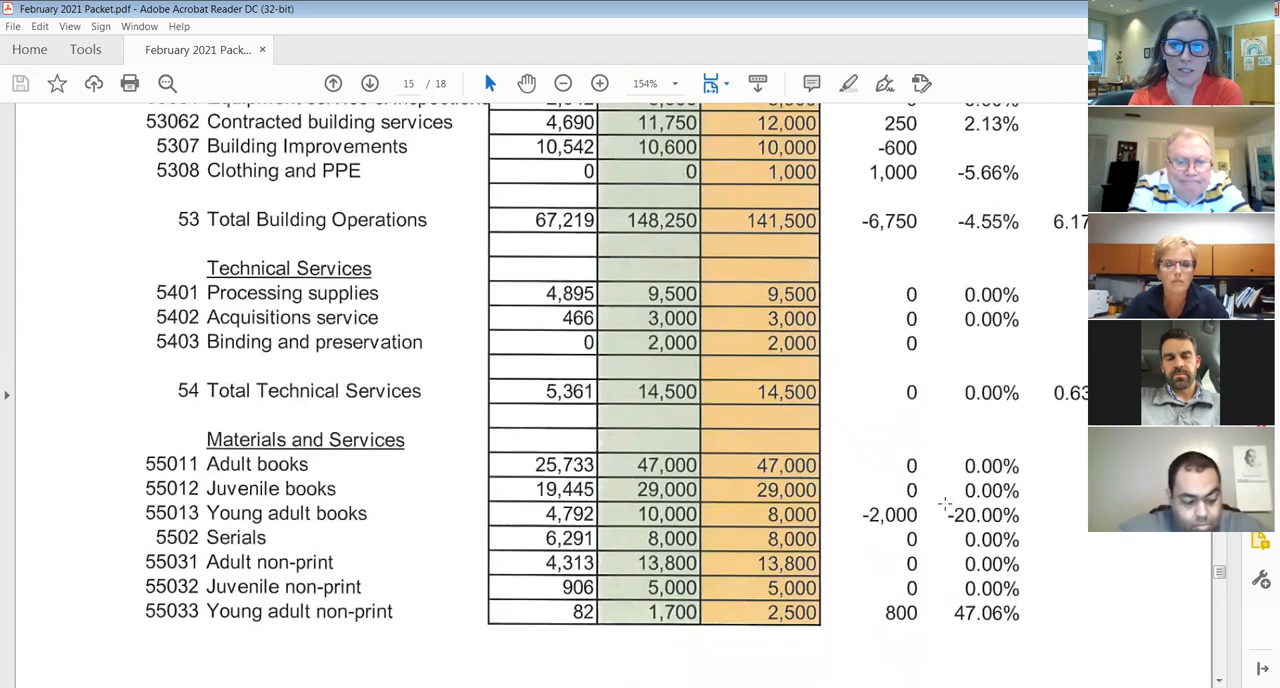 February 2021 Packet.pdf - Adobe Acrobat Reader DC (32-bit)
File Edit View Sign Window Help
Home Tools February 2021 Pack... ×
15 / 18 154%
53062 Contracted building services 4,690 11,750 12,000 250 2.13%
5307 Building Improvements 10,542 10,600 10,000 -600
5308 Clothing and PPE 0 0 1,000 1,000 -5.66%
53 Total Building Operations 67,219 148,250 141,500 -6,750 -4.55% 6.17
Technical Services
5401 Processing supplies 4,895 9,500 9,500 0 0.00%
5402 Acquisitions service 466 3,000 3,000 0 0.00%
5403 Binding and preservation 0 2,000 2,000 0
54 Total Technical Services 5,361 14,500 14,500 0 0.00% 0.63
Materials and Services
55011 Adult books 25,733 47,000 47,000 0 0.00%
55012 Juvenile books 19,445 29,000 29,000 0 0.00%
55013 Young adult books 4,792 10,000 8,000 -2,000 -20.00%
5502 Serials 6,291 8,000 8,000 0 0.00%
55031 Adult non-print 4,313 13,800 13,800 0 0.00%
55032 Juvenile non-print 906 5,000 5,000 0 0.00%
55033 Young adult non-print 82 1,700 2,500 800 47.06%